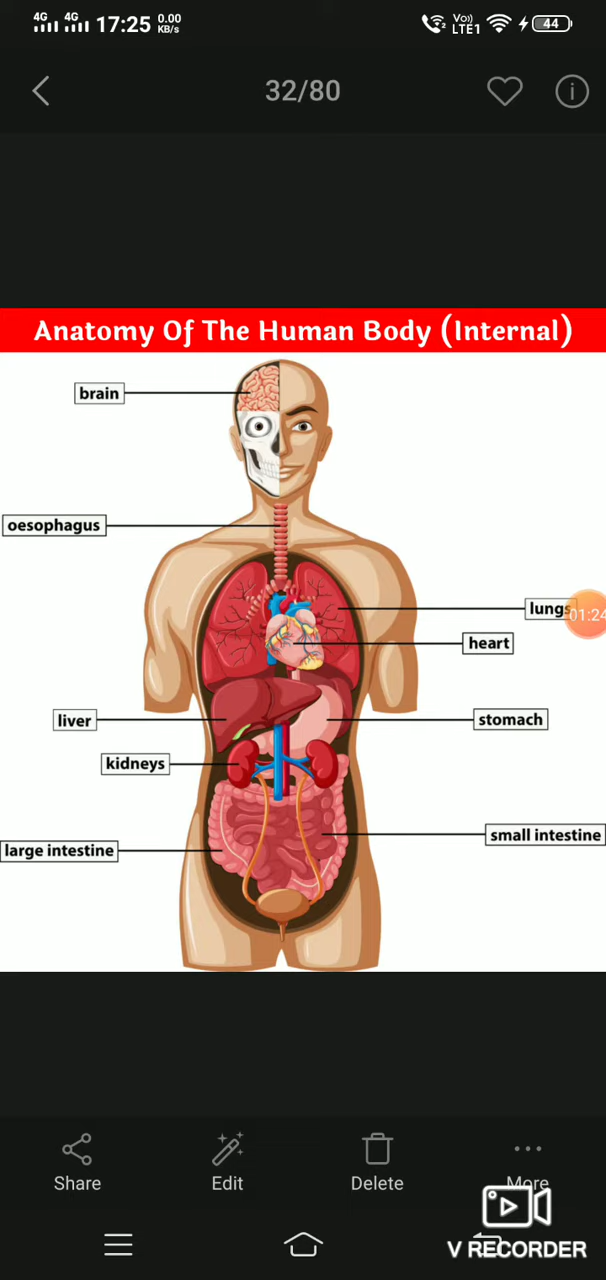 4G 4G 17:25 0.00 KB/s Vo)) LTE1 44
32/80
Anatomy Of The Human Body (Internal)
brain
oesophagus
lungs
01:24
heart
liver
stomach
kidneys
small intestine
large intestine
Share Edit Delete More
V RECORDER